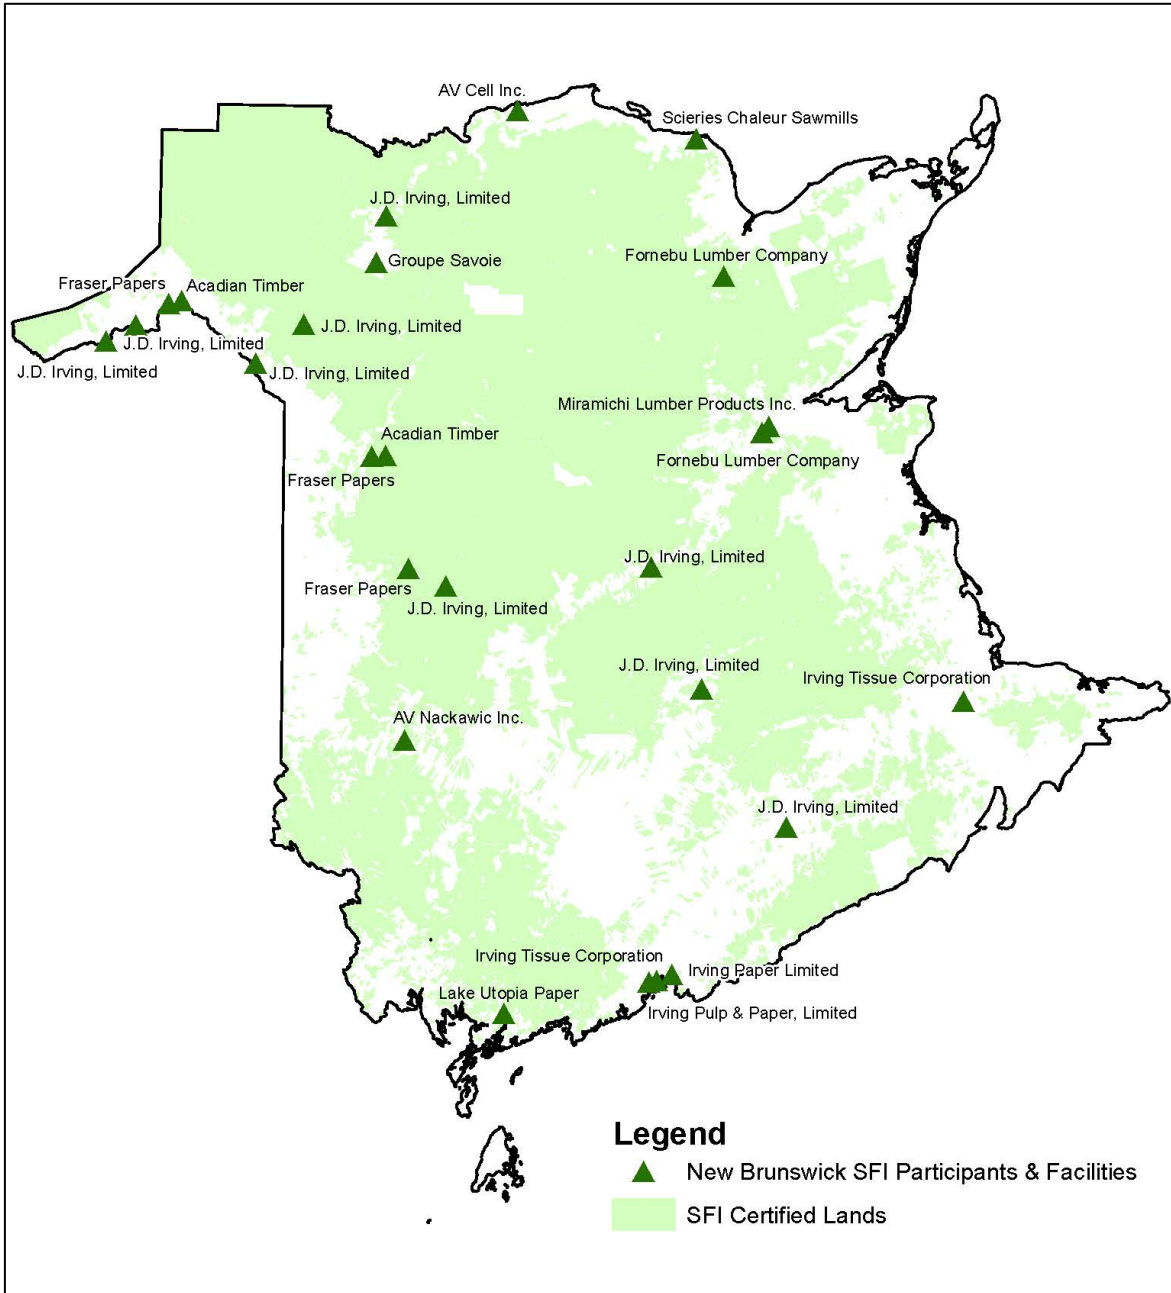 AV Cell Inc.
Scieries Chaleur Sawmills
J.D. Irving, Limited
Fornebu Lumber Company
Groupe Savoie
Fraser Papers
Acadian Timber
J.D. Irving, Limited
J.D. Irving, Limited
J.D. Irving, Limited
J.D. Irving, Limited
Miramichi Lumber Products Inc.
Acadian Timber
Fornebu Lumber Company
Fraser Papers
J.D. Irving, Limited
Fraser Papers
J.D. Irving, Limited
J.D. Irving, Limited
Irving Tissue Corporation
AV Nackawic Inc.
J.D. Irving, Limited
Irving Tissue Corporation
Irving Paper Limited
Lake Utopia Paper
Irving Pulp & Paper, Limited
Legend
New Brunswick SFI Participants & Facilities
SFI Certified Lands